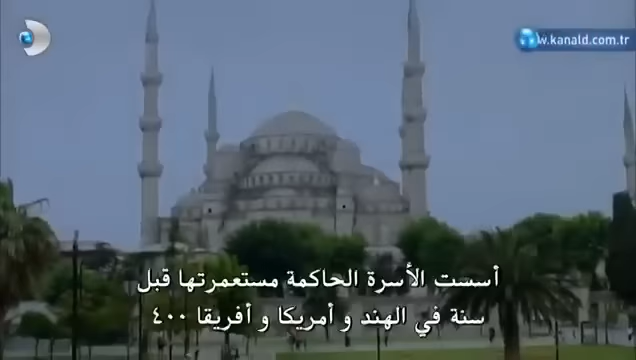 w.kanald.com.tr
أسست الأسرة الحاكمة مستعمرتها قبل
سنة في الهند و أمريكا و أفريقا ٤٠٠